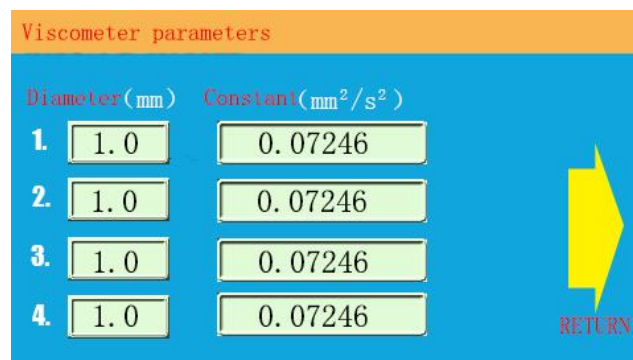 Viscometer parameters
Diameter(mm) Constant(mm²/s²)
1. 1.0 0.07246
2. 1.0 0.07246
3. 1.0 0.07246
4. 1.0 0.07246
RETURN